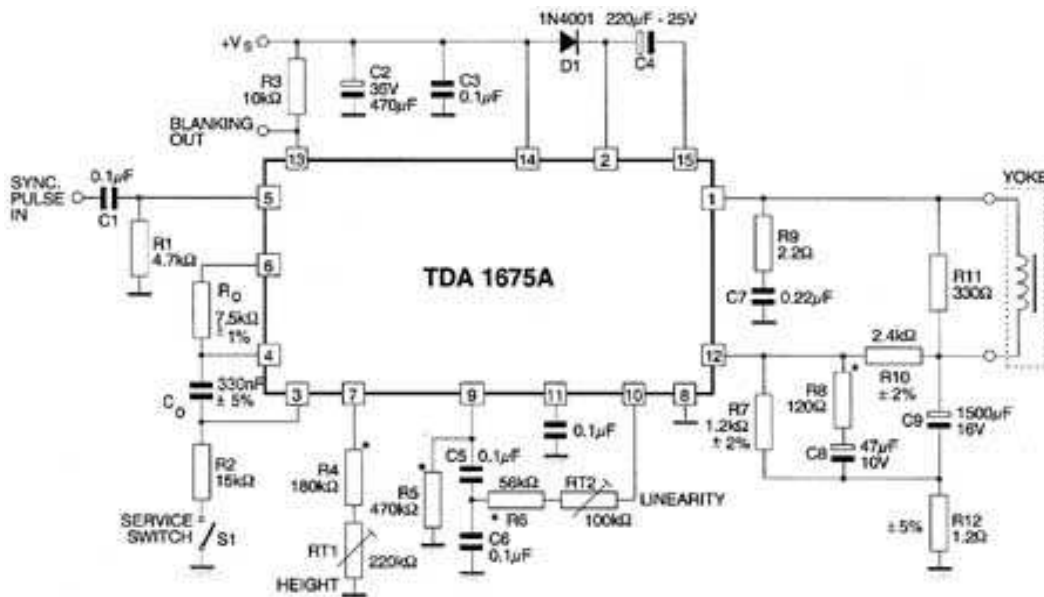 1N4001
220µF - 25V
+VS
D1
C4
R3
10kΩ
C2
35V
470µF
C3
0.1µF
BLANKING
OUT
13
14
2
15
SYNC.
PULSE
IN
0.1µF
C1
5
1
YOKE
R1
4.7kΩ
6
R9
2.2Ω
R11
330Ω
TDA 1675A
RO
7.5kΩ
± 1%
C7
0.22µF
4
12
2.4kΩ
R10
± 2%
330nF
± 5%
CO
3
7
9
11
10
8
R7
1.2kΩ
± 2%
R8
*
120Ω
C9
1500µF
16V
C8
47µF
10V
R2
15kΩ
*
R4
180kΩ
*
R5
470kΩ
C5
0.1µF
0.1µF
56kΩ
* R6
RT2
100kΩ
LINEARITY
SERVICE
SWITCH
S1
RT1
220kΩ
HEIGHT
C6
0.1µF
±5%
R12
1.2Ω